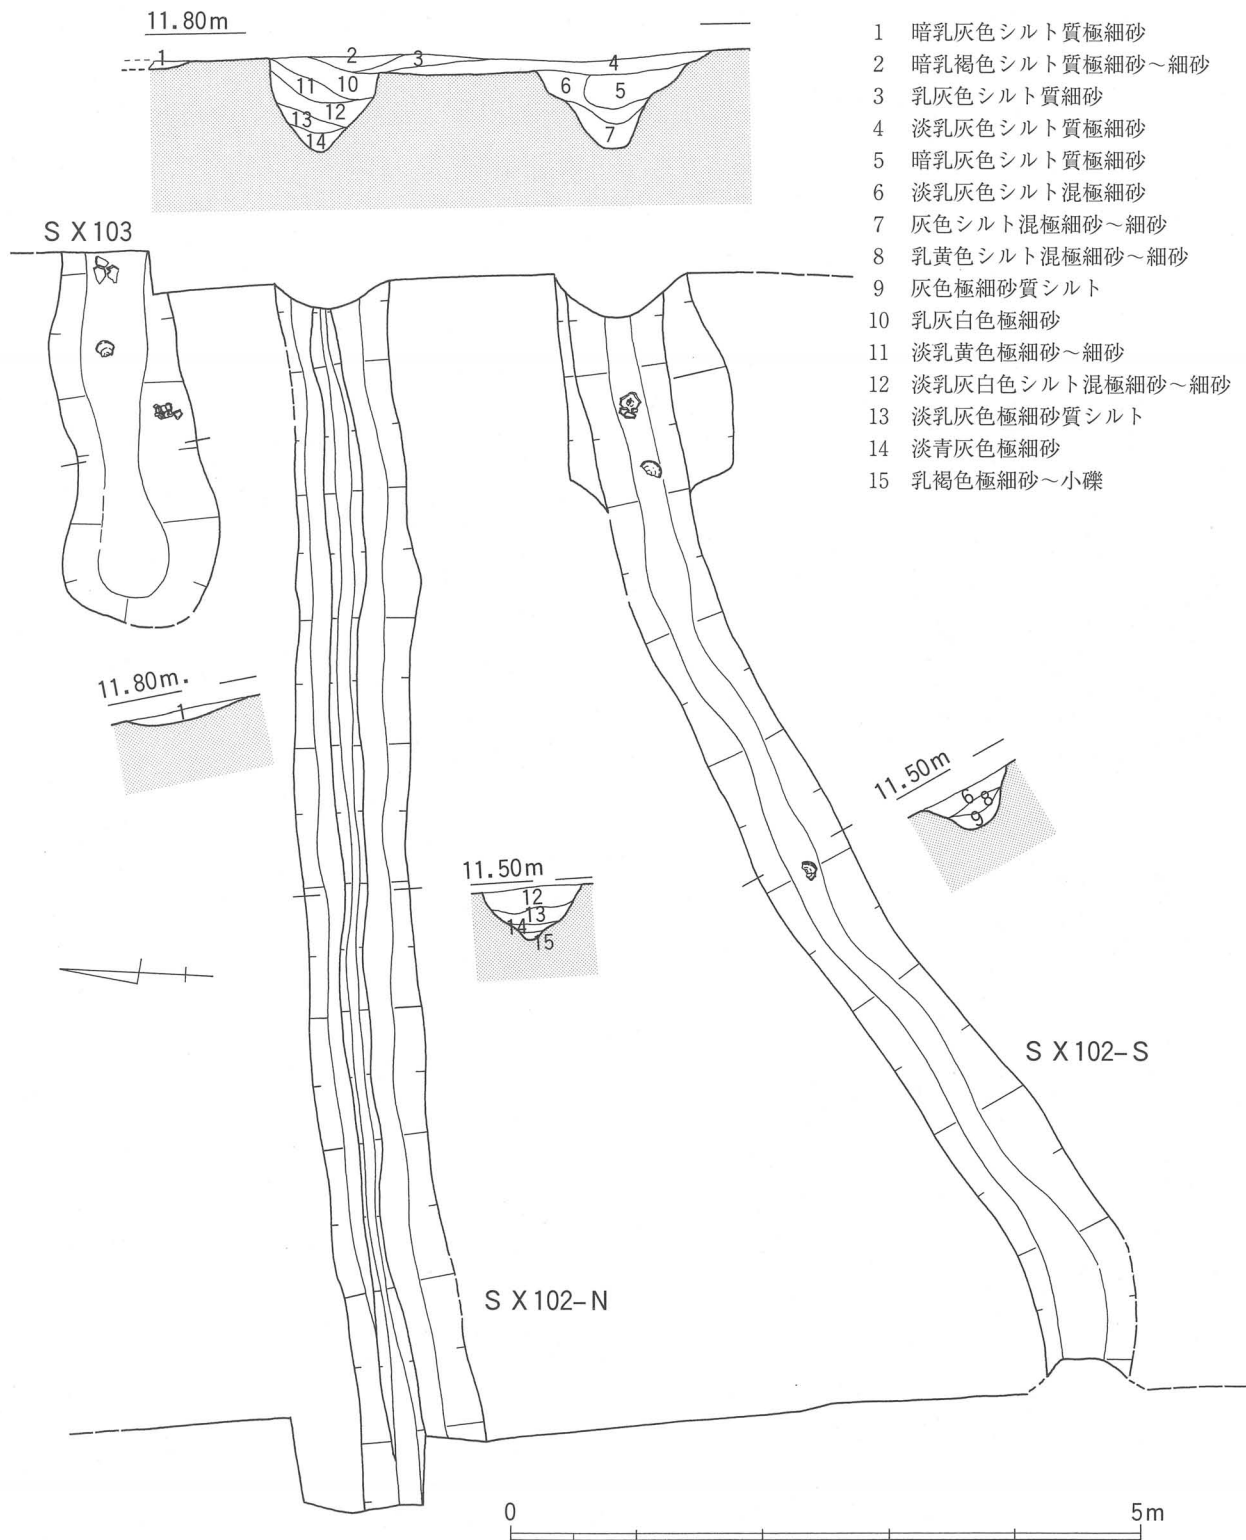 11.80m
1 2 3 4
11 10 6 5
13 12 7
14
1 暗乳灰色シルト質極細砂
2 暗乳褐色シルト質極細砂～細砂
3 乳灰色シルト質細砂
4 淡乳灰色シルト質極細砂
5 暗乳灰色シルト質極細砂
6 淡乳灰色シルト混極細砂
7 灰色シルト混極細砂～細砂
8 乳黄色シルト混極細砂～細砂
9 灰色極細砂質シルト
10 乳灰白色極細砂
11 淡乳黄色極細砂～細砂
12 淡乳灰白色シルト混極細砂～細砂
13 淡乳灰色極細砂質シルト
14 淡青灰色極細砂
15 乳褐色極細砂～小礫
SX103
11.80m.
1
11.50m
6 8
9
11.50m
12
13
14
15
SX102-S
SX102-N
0 5m